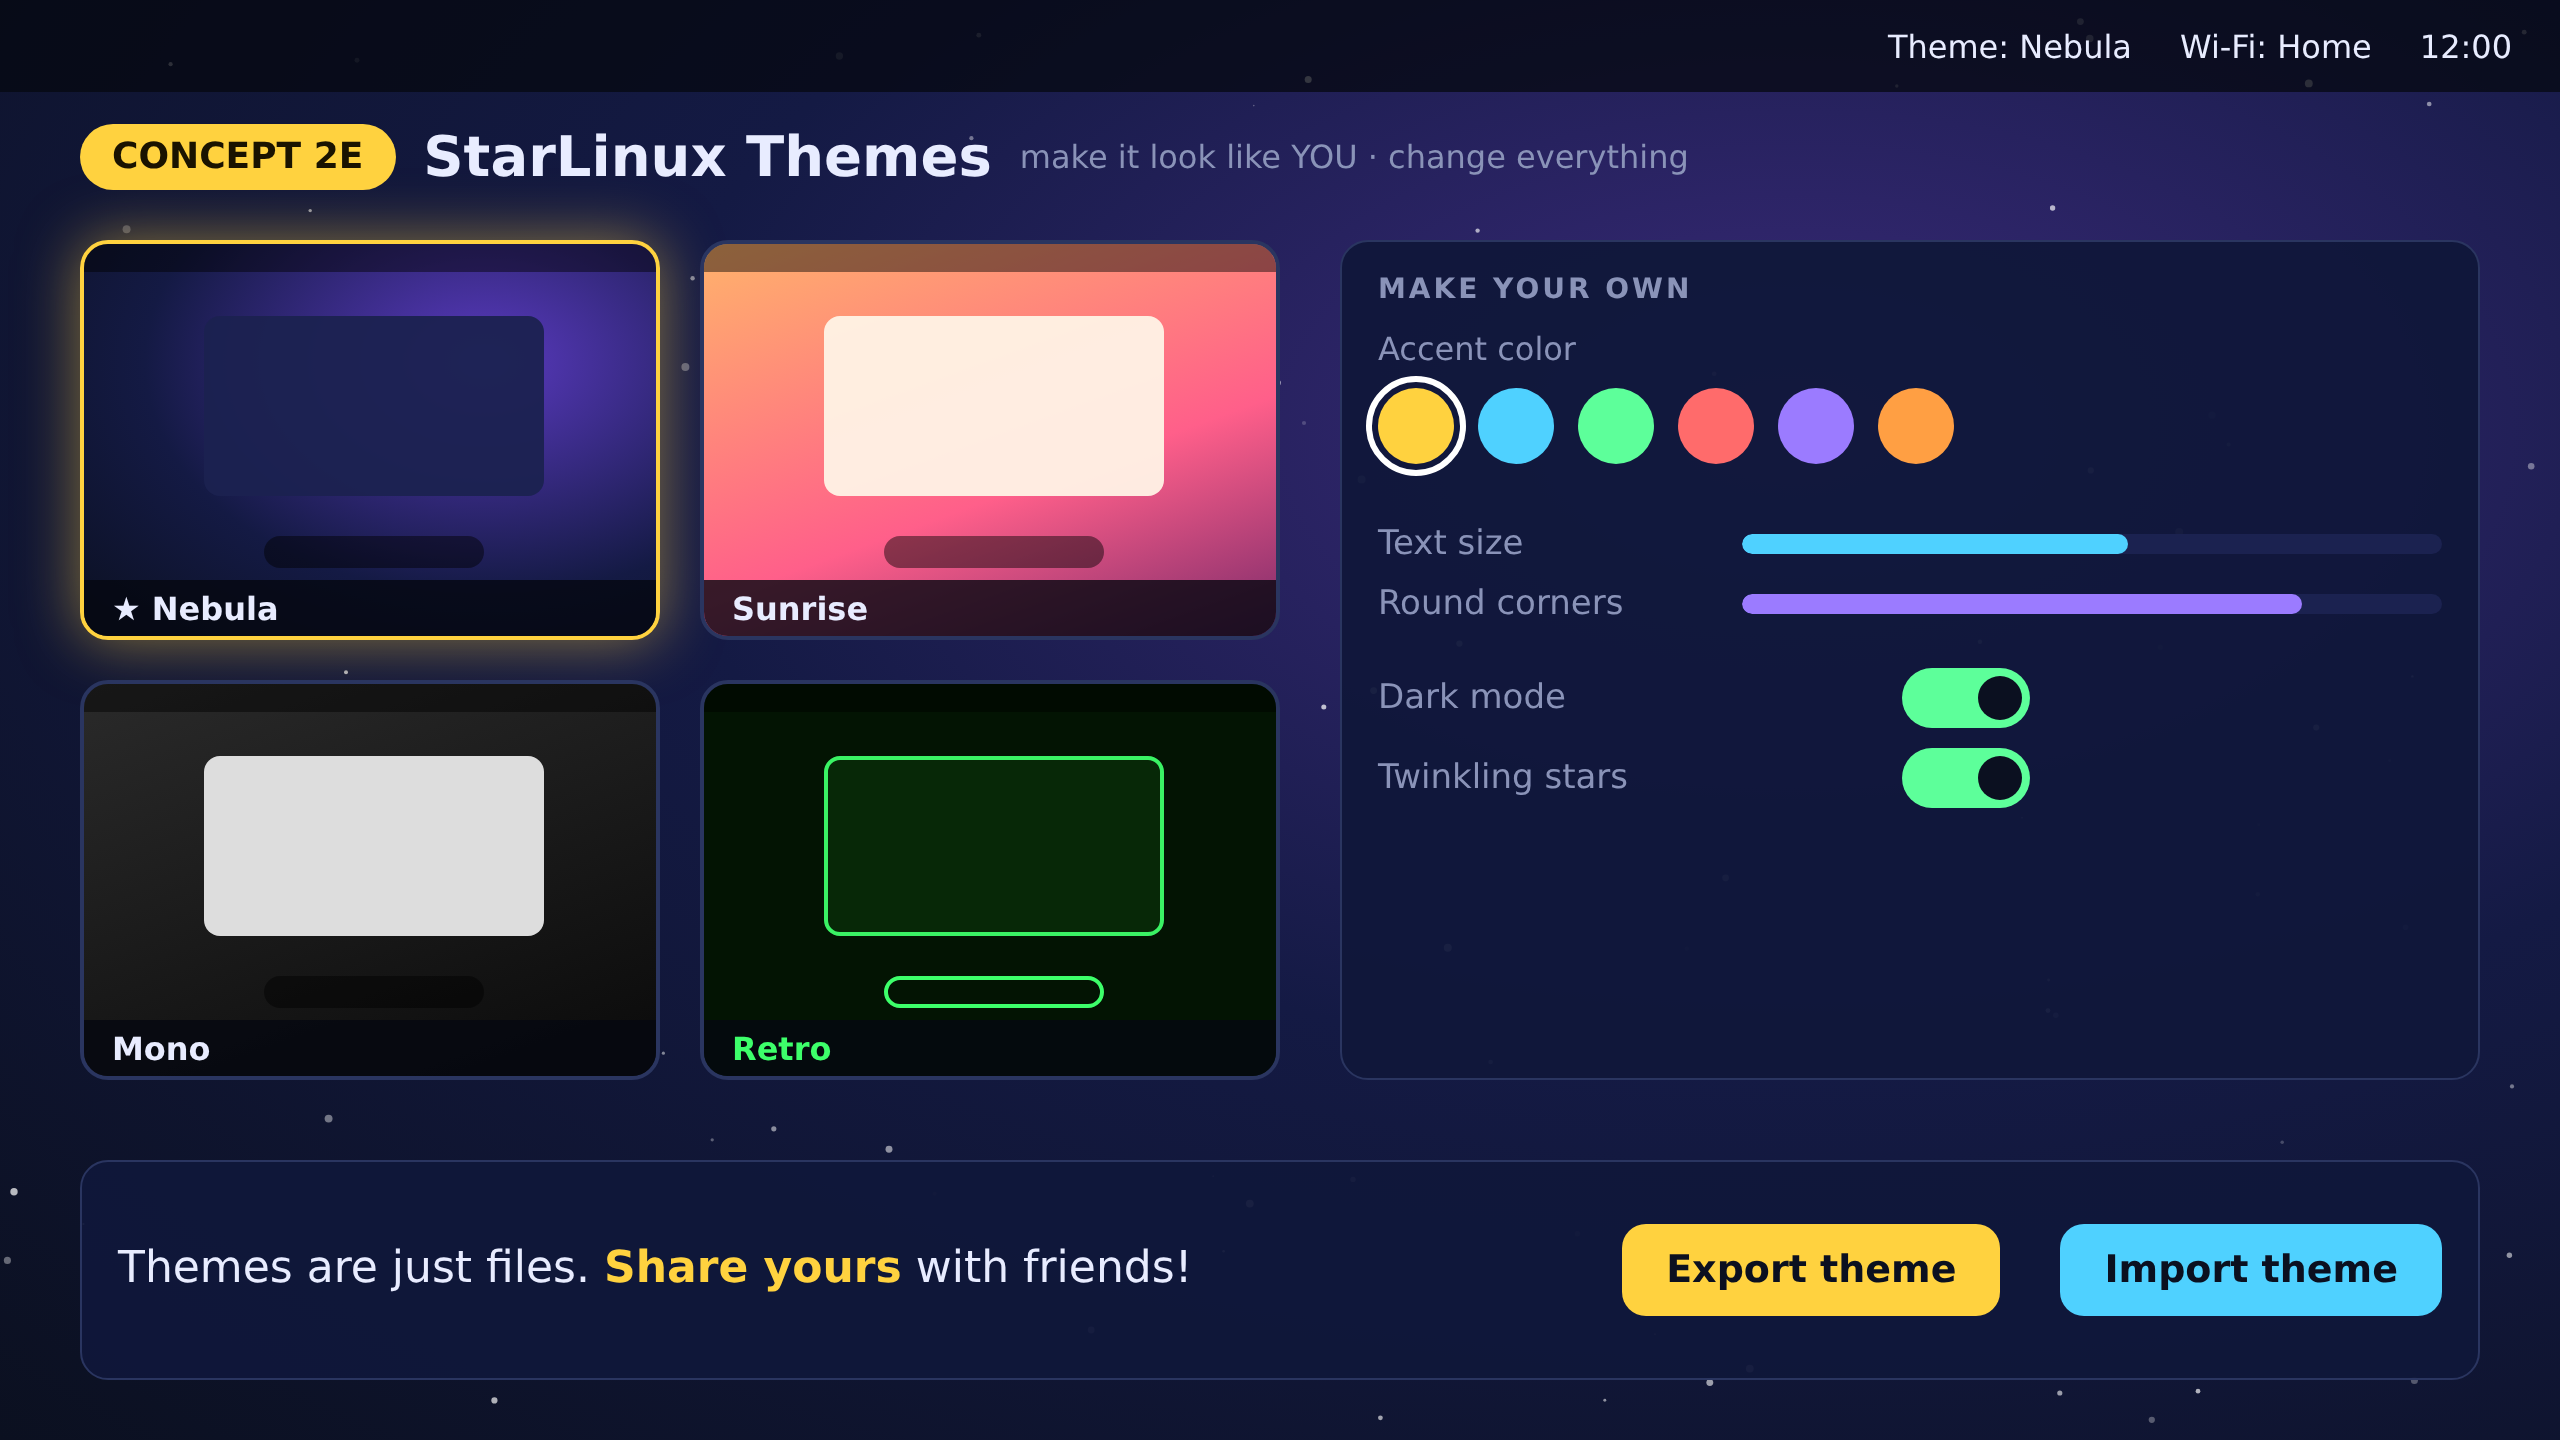 Theme: Nebula Wi-Fi: Home 12:00
CONCEPT 2E StarLinux Themes make it look like YOU · change everything
★ Nebula
Sunrise
Mono
Retro
MAKE YOUR OWN
Accent color
Text size
Round corners
Dark mode
Twinkling stars
Themes are just files. Share yours with friends!
Export theme
Import theme